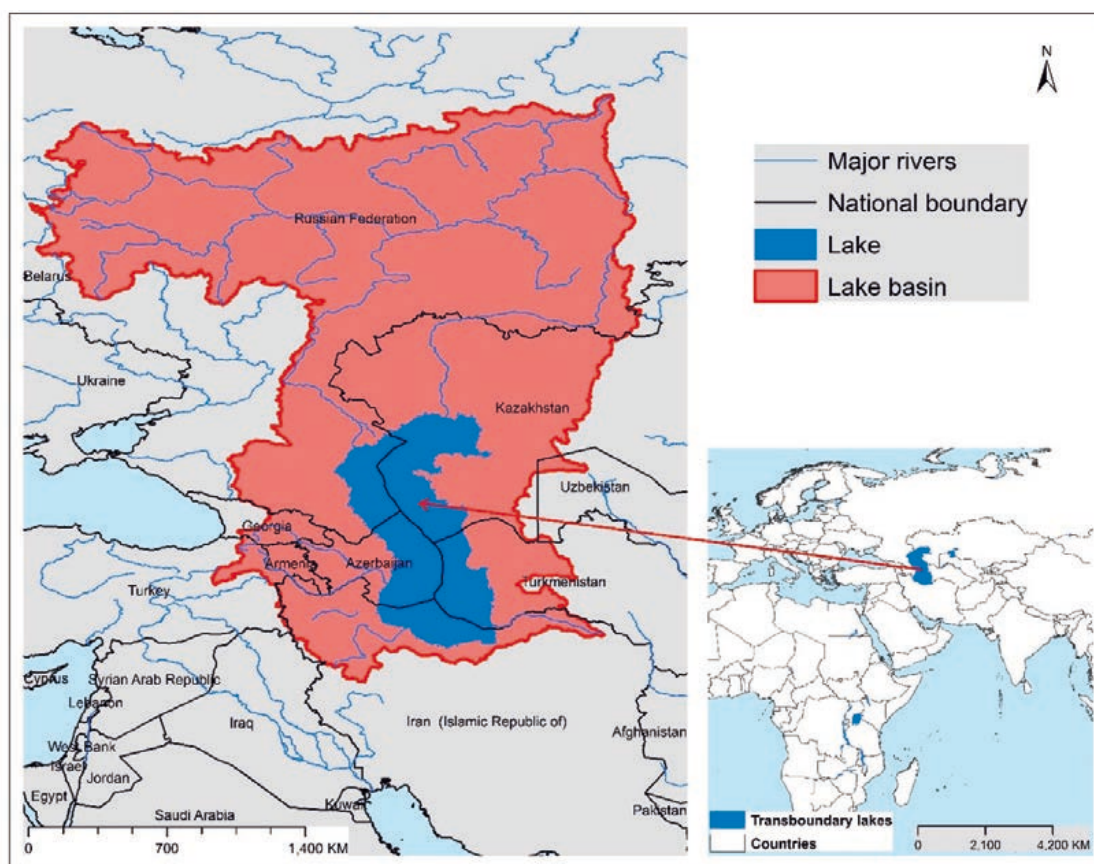 N
Major rivers
National boundary
Lake
Lake basin
Russian Federation
Belarus
Ukraine
Kazakhstan
Uzbekistan
Georgia
Armenia
Azerbaijan
Turkmenistan
Turkey
Cyprus
Syrian Arab Republic
Lebanon
Iraq
Iran (Islamic Republic of)
Afghanistan
West Bank
Israel
Jordan
Egypt
Kuwait
Pakistan
Saudi Arabia
0 700 1,400 KM
Transboundary lakes
Countries
0 2,100 4,200 KM